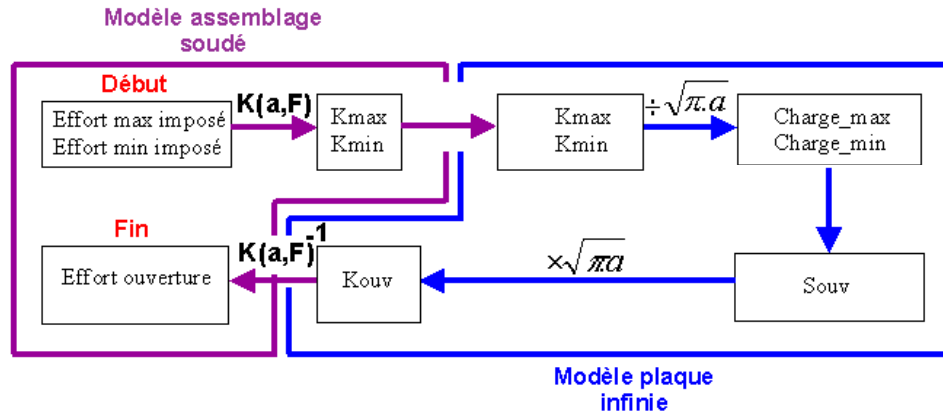 Modèle assemblage
soudé
Début
Effort max imposé
Effort min imposé
K(a,F)
Kmax
Kmin
Kmax
Kmin
÷√π.a
Charge_max
Charge_min
Fin
Effort ouverture
K(a,F)-1
Kouv
×√πa
Souv
Modèle plaque
infinie